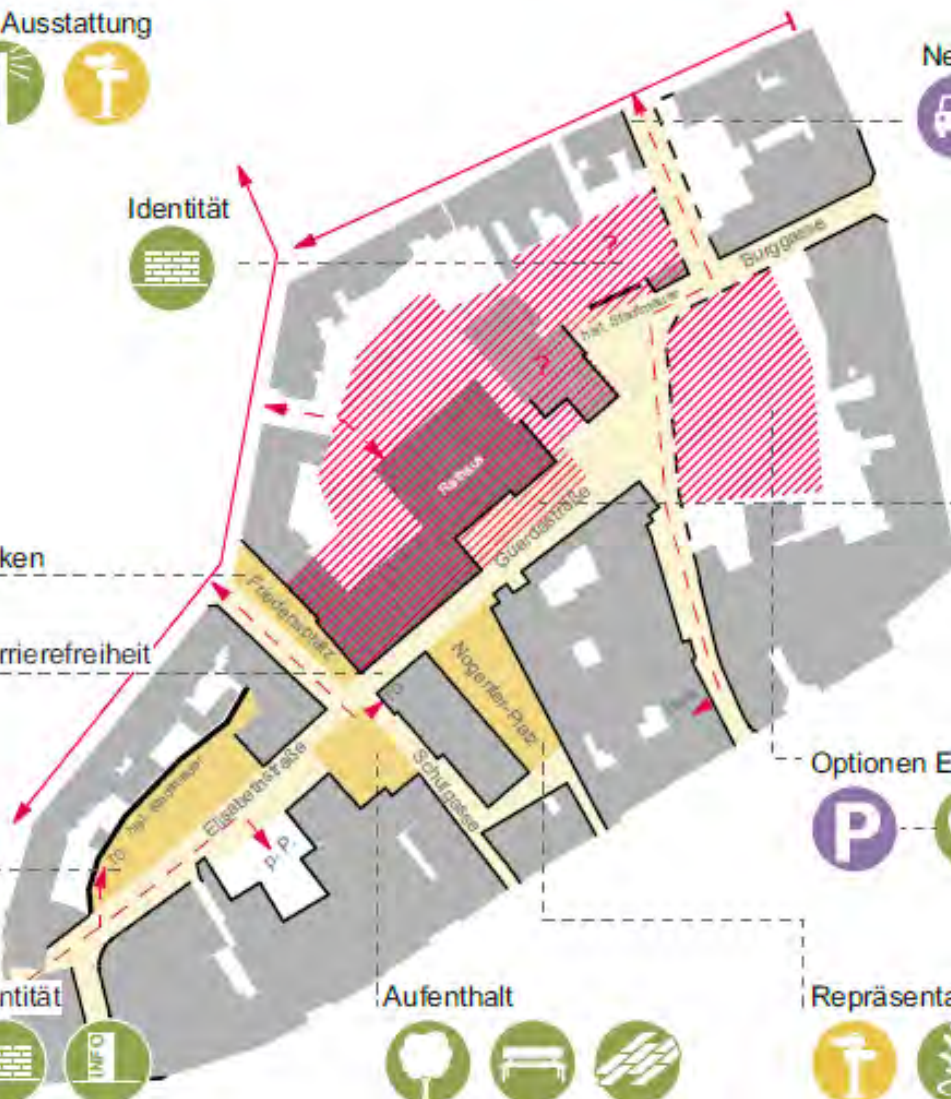 Ausstattung
Ne
Identität
Burggasse
hist. Stadtmauer
?
?
Rathaus
Guardastraße
ken
Friedensplatz
rrierefreiheit
Nogenter-Platz
Elisabethstraße
Schulgasse
p. P.
Optionen E
P
ntität
INFO
Aufenthalt
Repräsenta